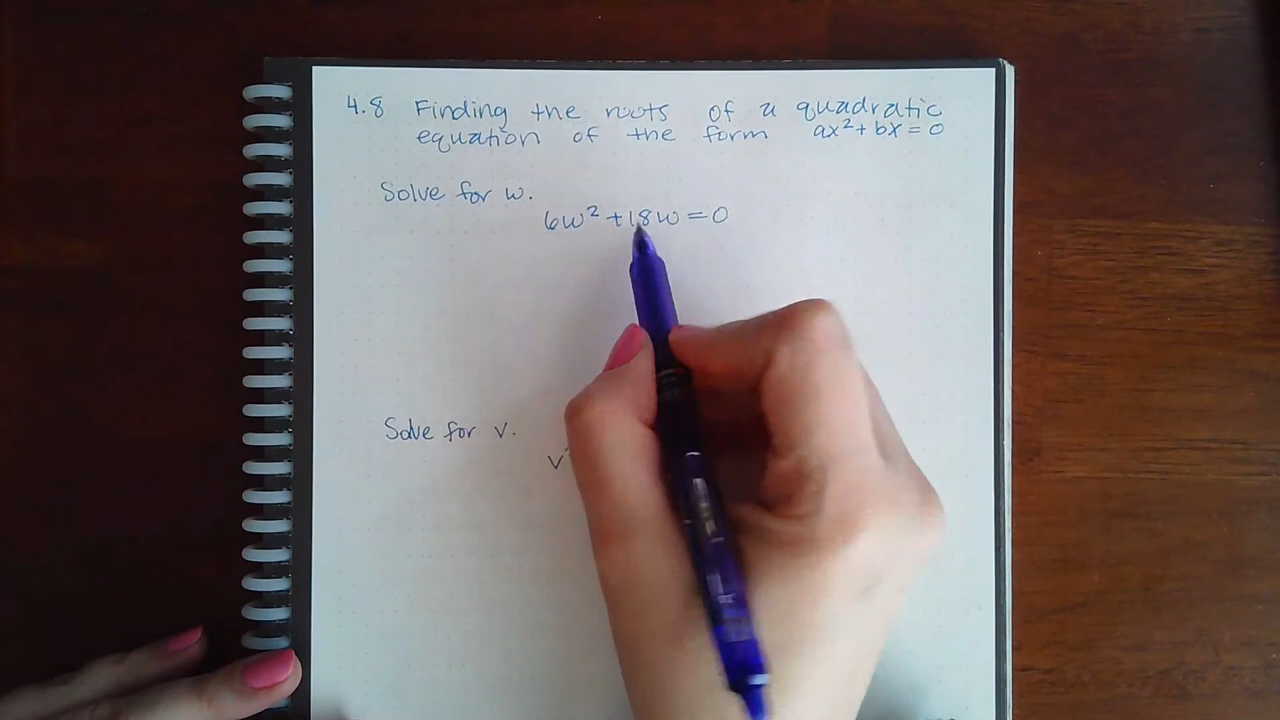 4.8 Finding the roots of a quadratic
equation of the form ax² + bx = 0
Solve for w.
6w² + 18w = 0
Solve for v.
v